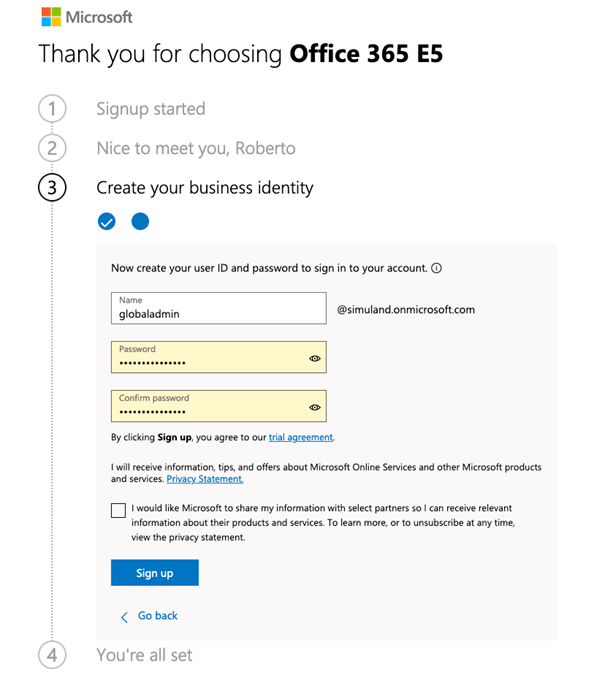 Microsoft
Thank you for choosing Office 365 E5
1 Signup started
2 Nice to meet you, Roberto
3 Create your business identity
Now create your user ID and password to sign in to your account.
Name
globaladmin
@simuland.onmicrosoft.com
Password
•••••••••••••••
Confirm password
•••••••••••••••
By clicking Sign up, you agree to our trial agreement.
I will receive information, tips, and offers about Microsoft Online Services and other Microsoft products
and services. Privacy Statement.
I would like Microsoft to share my information with select partners so I can receive relevant
information about their products and services. To learn more, or to unsubscribe at any time,
view the privacy statement.
Sign up
Go back
4 You're all set